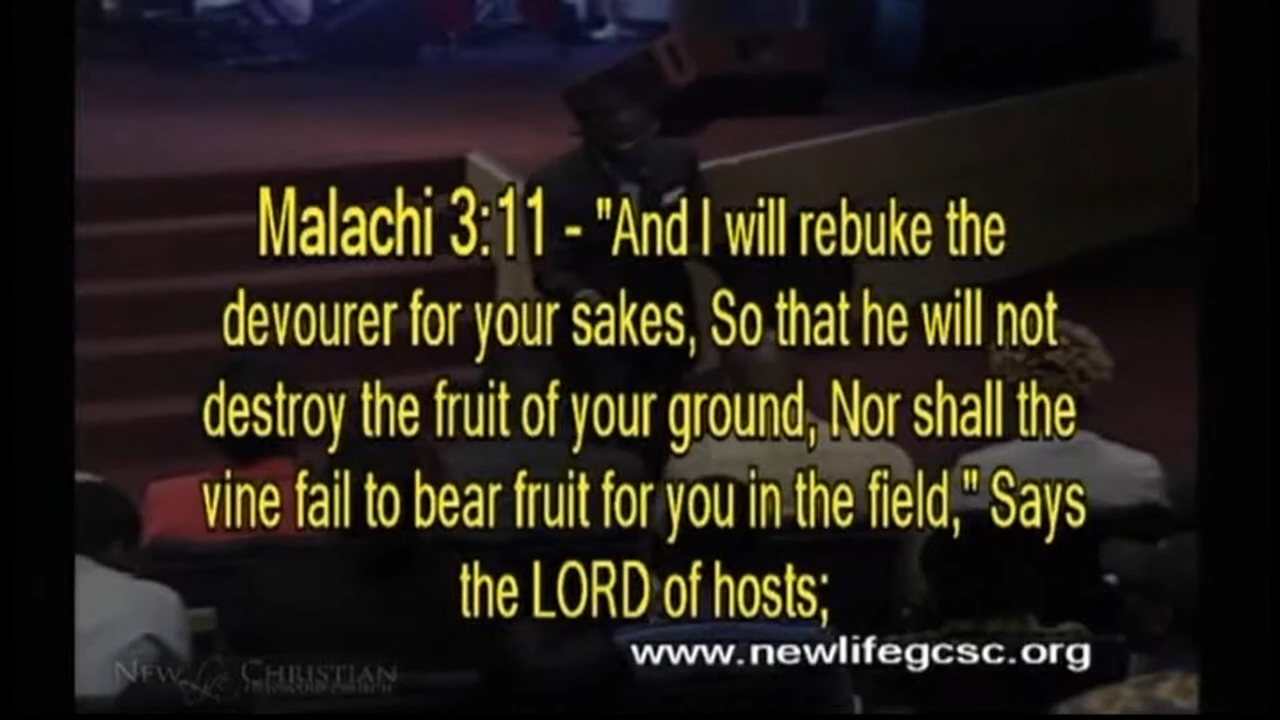 Malachi 3:11 - "And I will rebuke the
devourer for your sakes, So that he will not
destroy the fruit of your ground, Nor shall the
vine fail to bear fruit for you in the field," Says
the LORD of hosts;
www.newlifegcsc.org
NEW Life CHRISTIAN